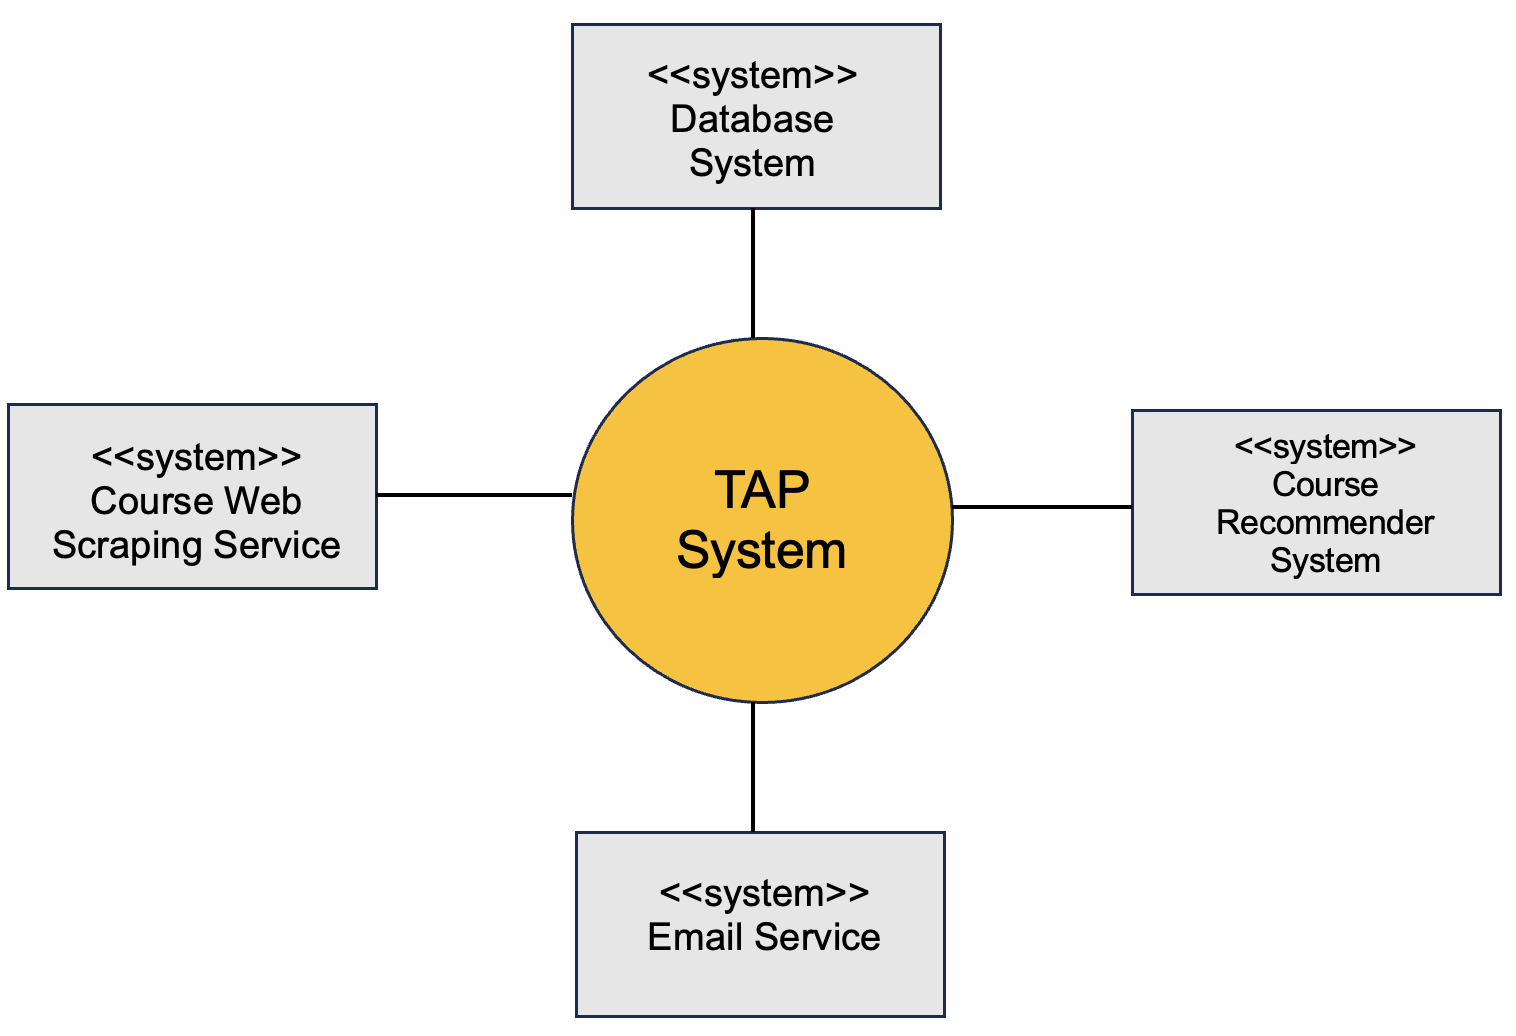 <<system>>
Database
System
<<system>>
Course Web
Scraping Service
TAP
System
<<system>>
Course
Recommender
System
<<system>>
Email Service